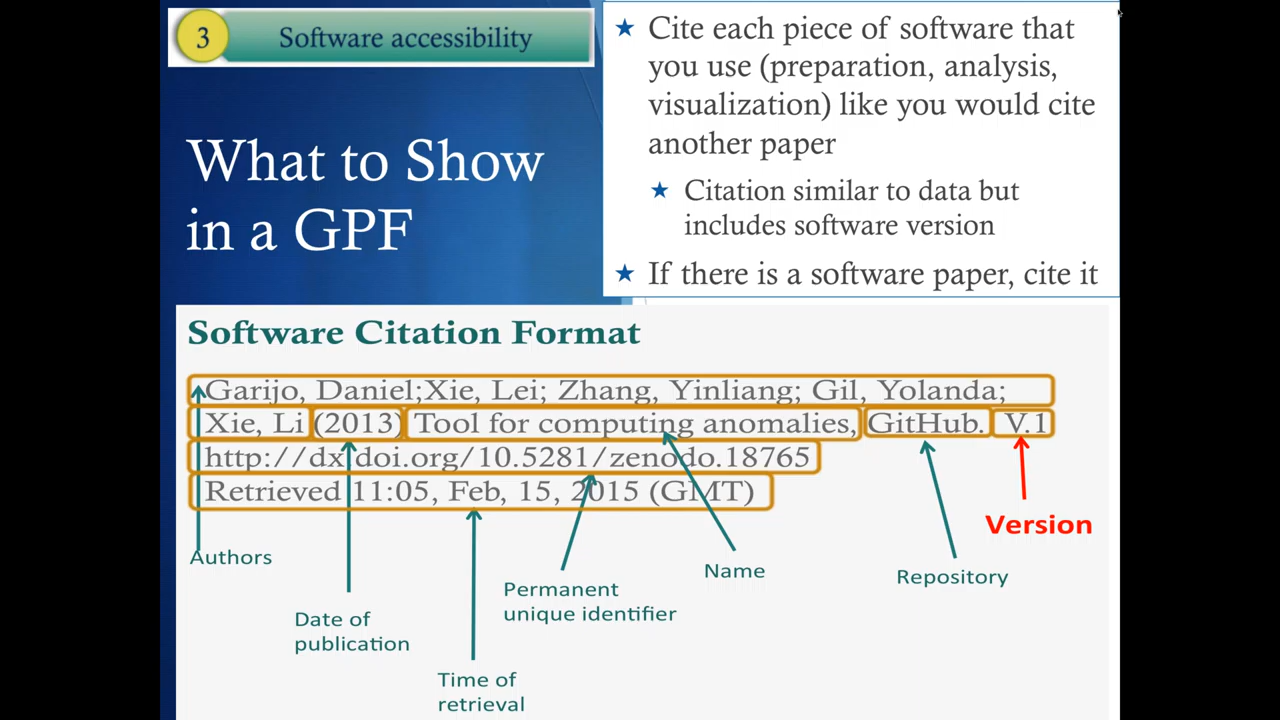 3
Software accessibility
What to Show
in a GPF
★ Cite each piece of software that
you use (preparation, analysis,
visualization) like you would cite
another paper
★ Citation similar to data but
includes software version
★ If there is a software paper, cite it
Software Citation Format
Garijo, Daniel;Xie, Lei; Zhang, Yinliang; Gil, Yolanda;
Xie, Li (2013) Tool for computing anomalies, GitHub. V.1
http://dx.doi.org/10.5281/zenodo.18765
Retrieved 11:05, Feb, 15, 2015 (GMT)
Version
Authors
Name
Repository
Permanent
unique identifier
Date of
publication
Time of
retrieval